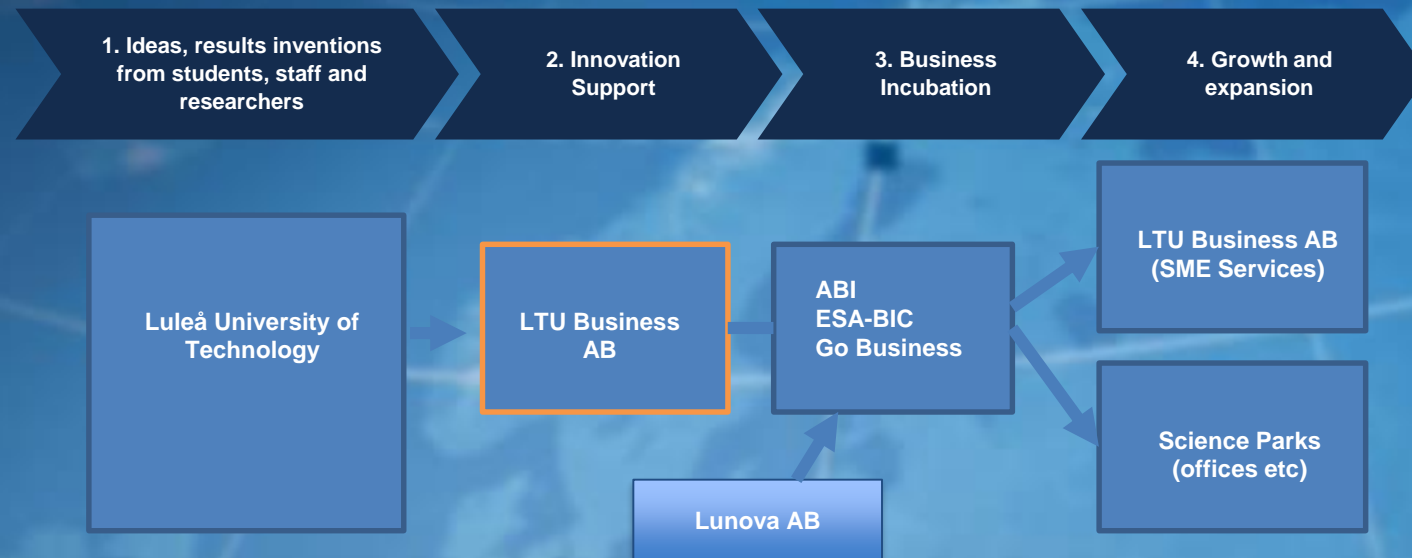 1. Ideas, results inventions
from students, staff and
researchers
2. Innovation
Support
3. Business
Incubation
4. Growth and
expansion
Luleå University of
Technology
LTU Business
AB
ABI
ESA-BIC
Go Business
LTU Business AB
(SME Services)
Science Parks
(offices etc)
Lunova AB